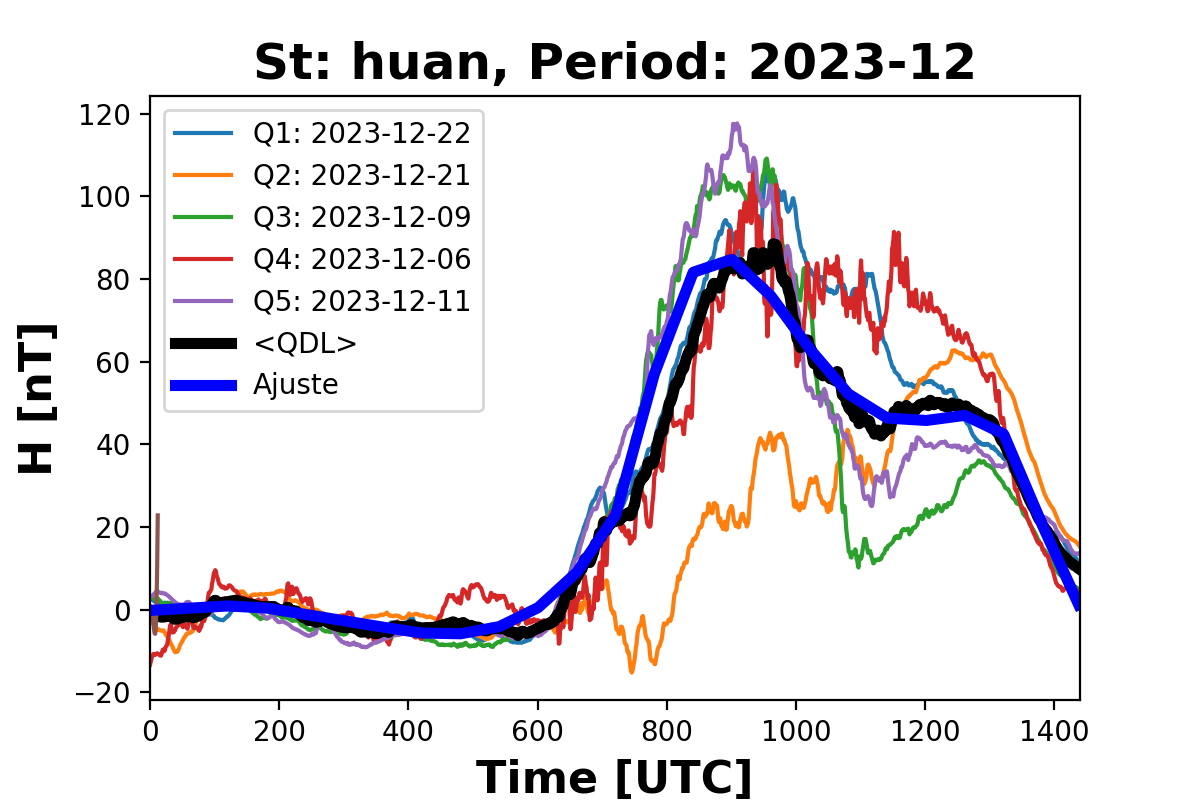 St: huan, Period: 2023-12
H [nT]
120
100
80
60
40
20
0
−20
Q1: 2023-12-22
Q2: 2023-12-21
Q3: 2023-12-09
Q4: 2023-12-06
Q5: 2023-12-11
<QDL>
Ajuste
0 200 400 600 800 1000 1200 1400
Time [UTC]